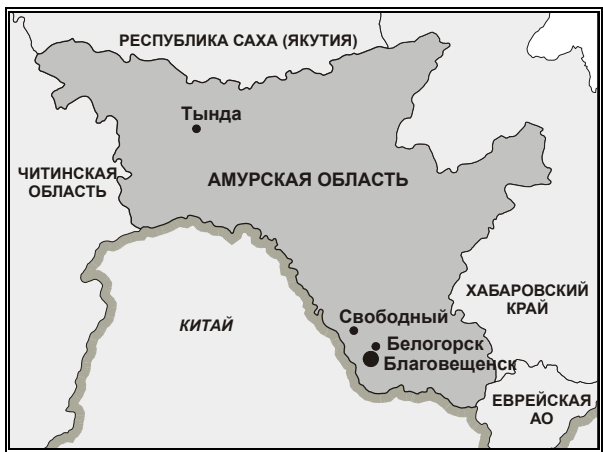 РЕСПУБЛИКА САХА (ЯКУТИЯ)
Тында
ЧИТИНСКАЯ
ОБЛАСТЬ
АМУРСКАЯ ОБЛАСТЬ
ХАБАРОВСКИЙ
КРАЙ
КИТАЙ
Свободный
Белогорск
Благовещенск
ЕВРЕЙСКАЯ
АО